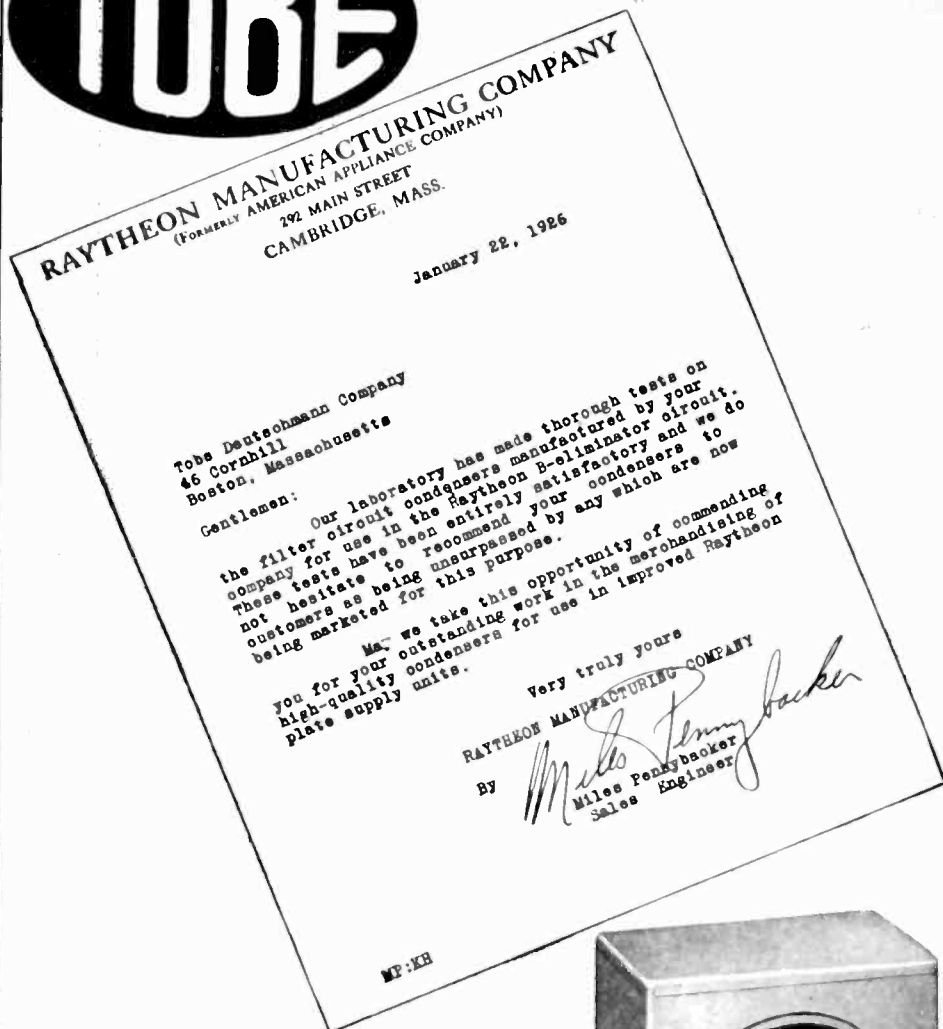 TOBE
RAYTHEON MANUFACTURING COMPANY
(FORMERLY AMERICAN APPLIANCE COMPANY)
292 MAIN STREET
CAMBRIDGE, MASS.
January 22, 1926
Tobe Deutschmann Company
46 Cornhill
Boston, Massachusetts
Gentlemen:
Our laboratory has made thorough tests on
the filter circuit condensers manufactured by your
company for use in the Raytheon B-eliminator circuit.
These tests have been entirely satisfactory and we do
not hesitate to recommend your condensers to
customers as being unsurpassed by any which are now
being marketed for this purpose.
May we take this opportunity of commending
you for your outstanding work in the merchandising of
high-quality condensers for use in improved Raytheon
plate supply units.
Very truly yours
RAYTHEON MANUFACTURING COMPANY
By Miles Pennybacker
Miles Pennybacker
Sales Engineer
MP:KH